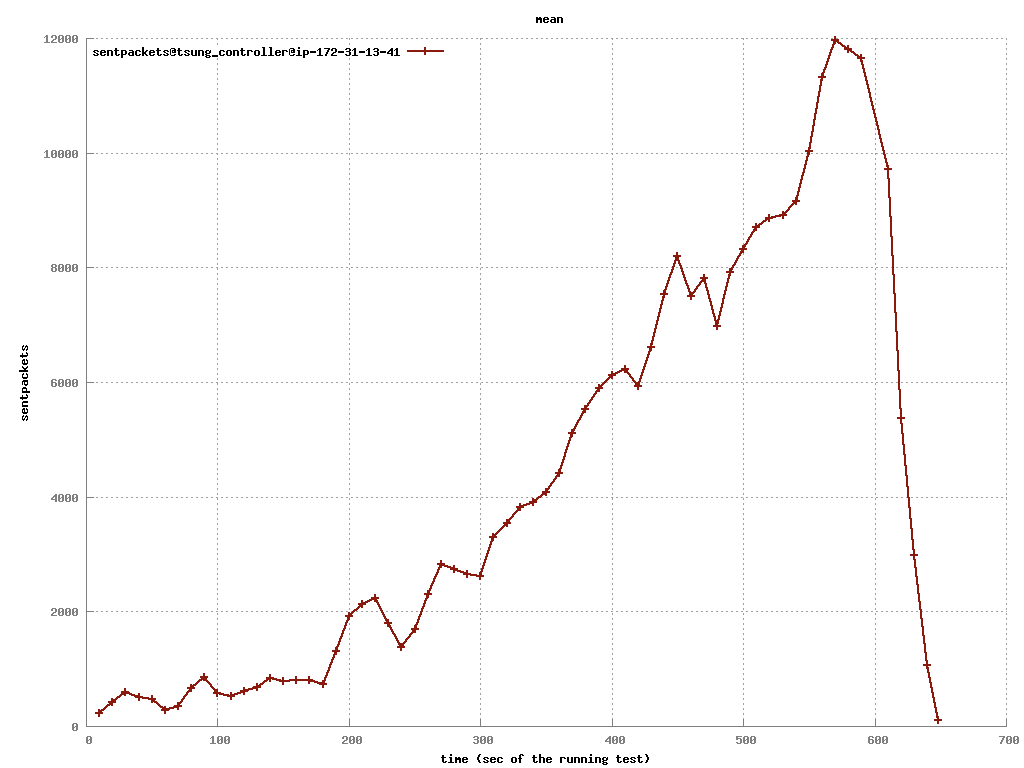 mean
sentpackets@tsung_controller@ip-172-31-13-41
12000
10000
8000
6000
4000
2000
0
sentpackets
0 100 200 300 400 500 600 700
time (sec of the running test)